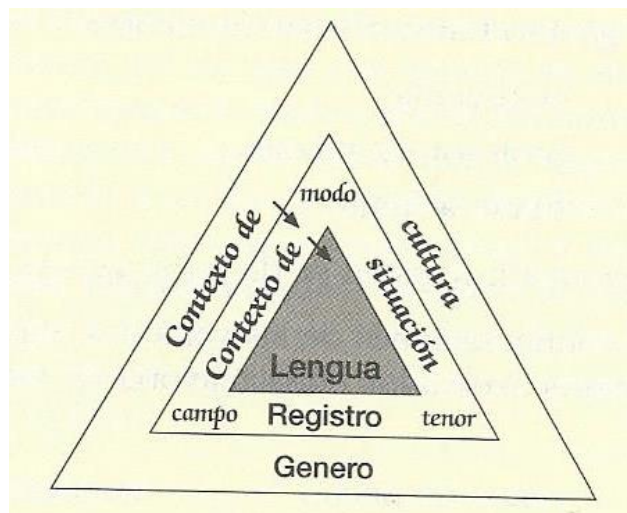 modo
Contexto de
cultura
Contexto de
situación
Lengua
campo
Registro
tenor
Genero